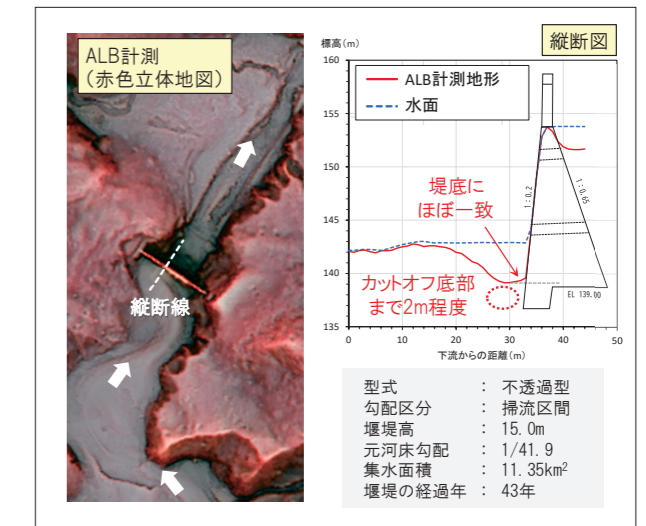 ALB計測
(赤色立体地図)
縦断線
標高(m)
縦断図
160
155
150
145
140
135
ALB計測地形
水面
堤底に
ほぼ一致
カットオフ底部
まで2m程度
1:0.2
1:0.65
EL 139.00
0
10
20
30
40
50
下流からの距離(m)
型式 : 不透過型
勾配区分 : 掃流区間
堰堤高 : 15.0m
元河床勾配 : 1/41.9
集水面積 : 11.35km²
堰堤の経過年 : 43年